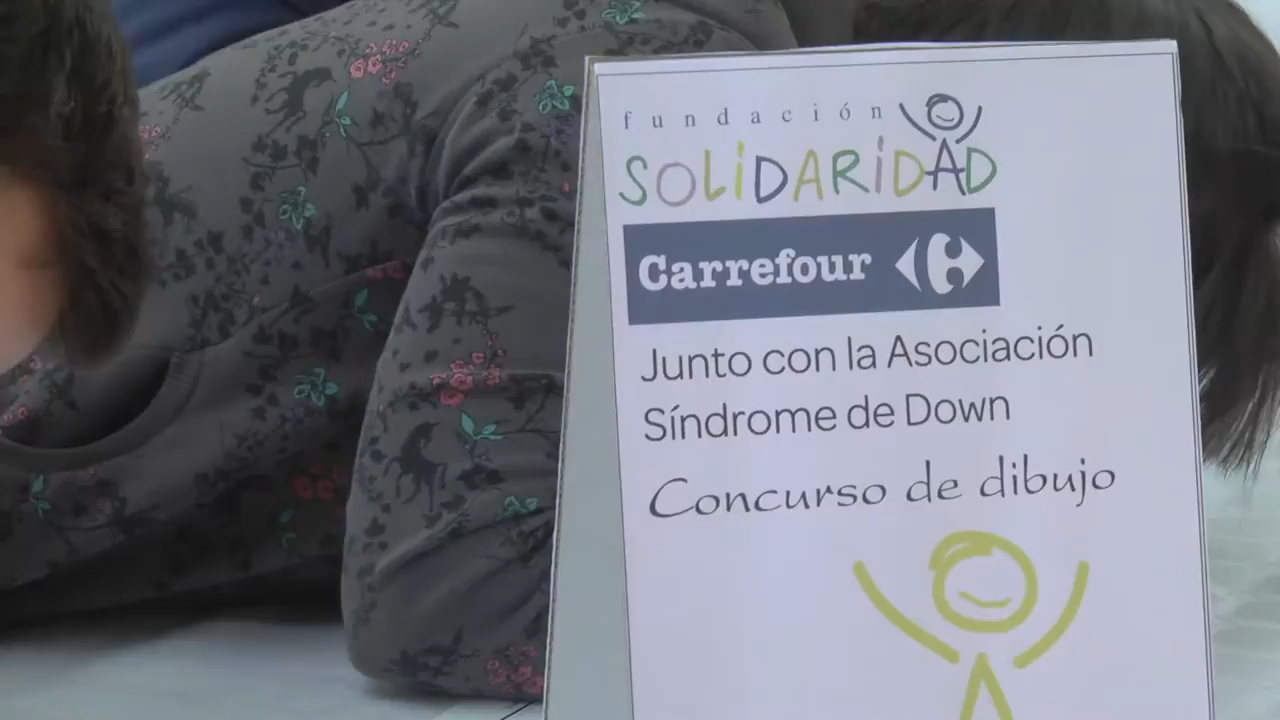 fundación
SOLiDARiDAD
Carrefour
Junto con la Asociación
Síndrome de Down
Concurso de dibujo